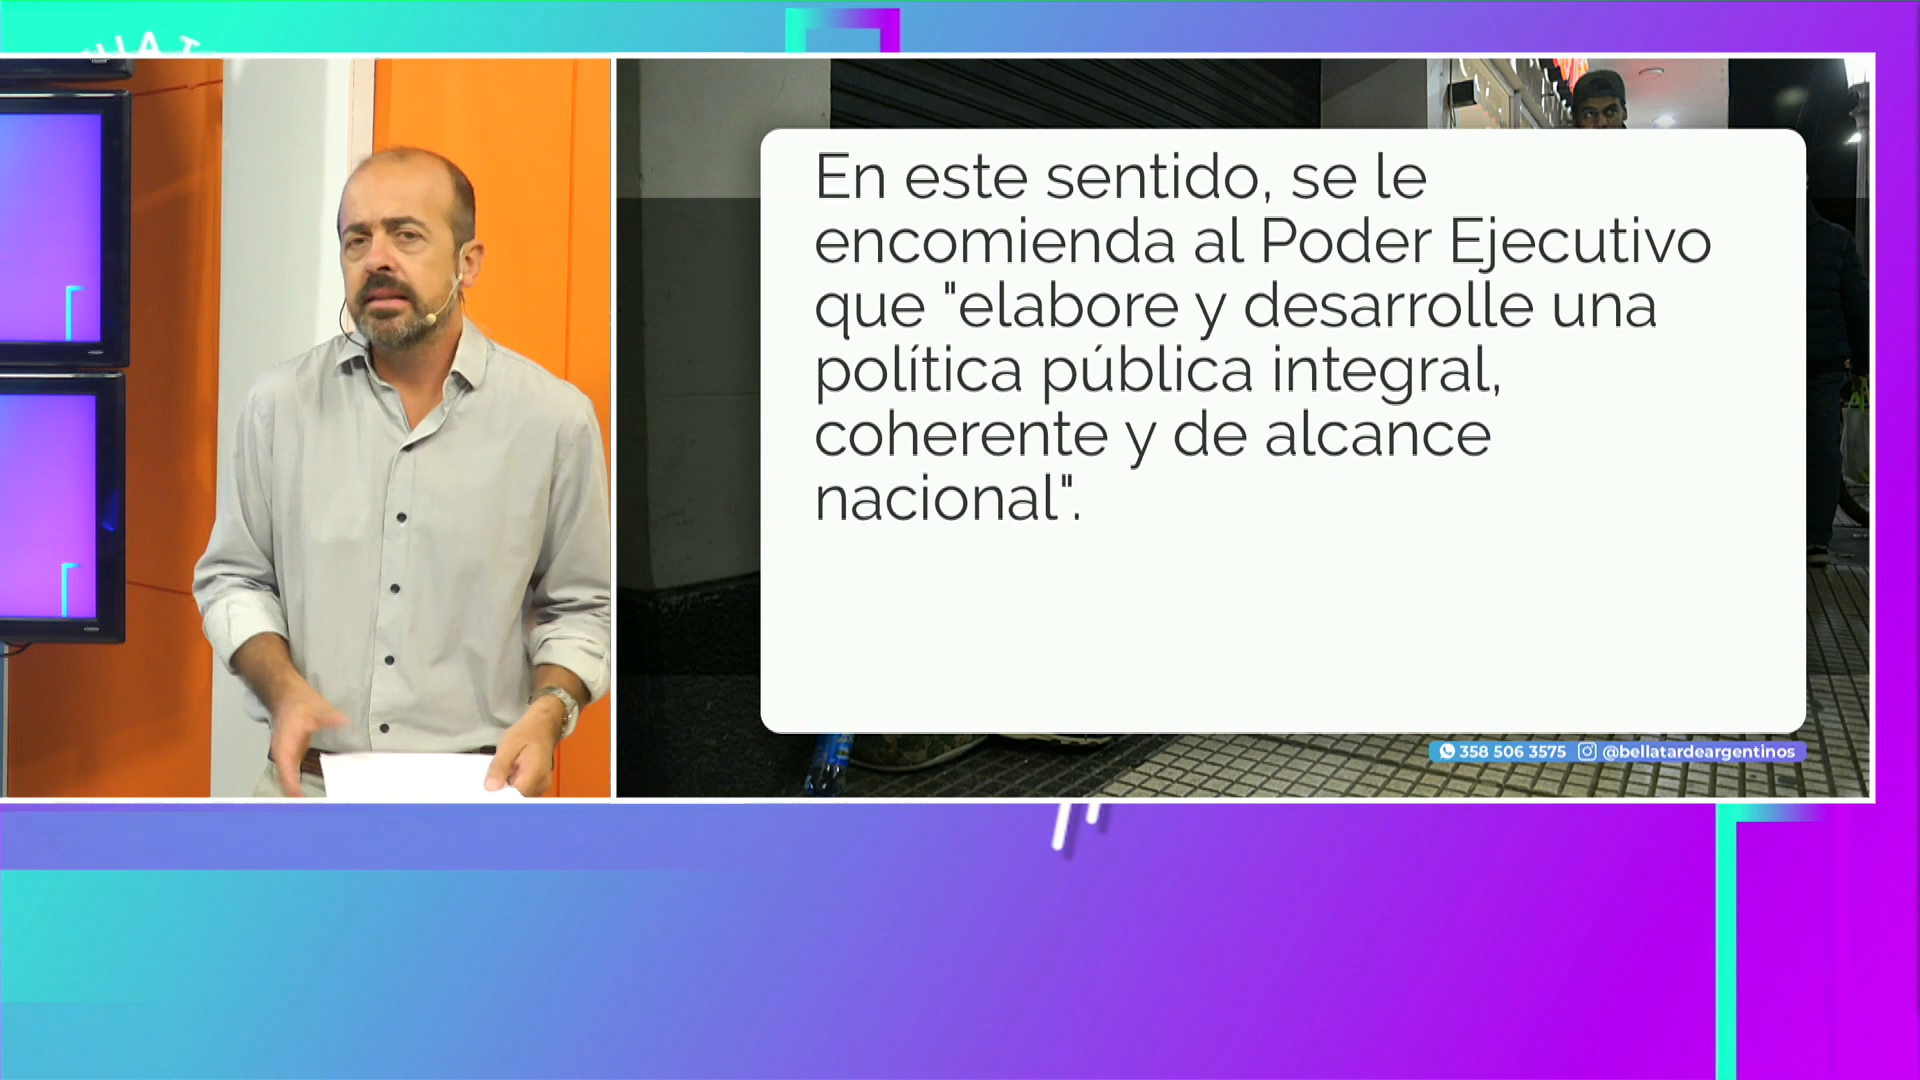 En este sentido, se le
encomienda al Poder Ejecutivo
que "elabore y desarrolle una
política pública integral,
coherente y de alcance
nacional".
358 506 3575 @bellatardeargentinos